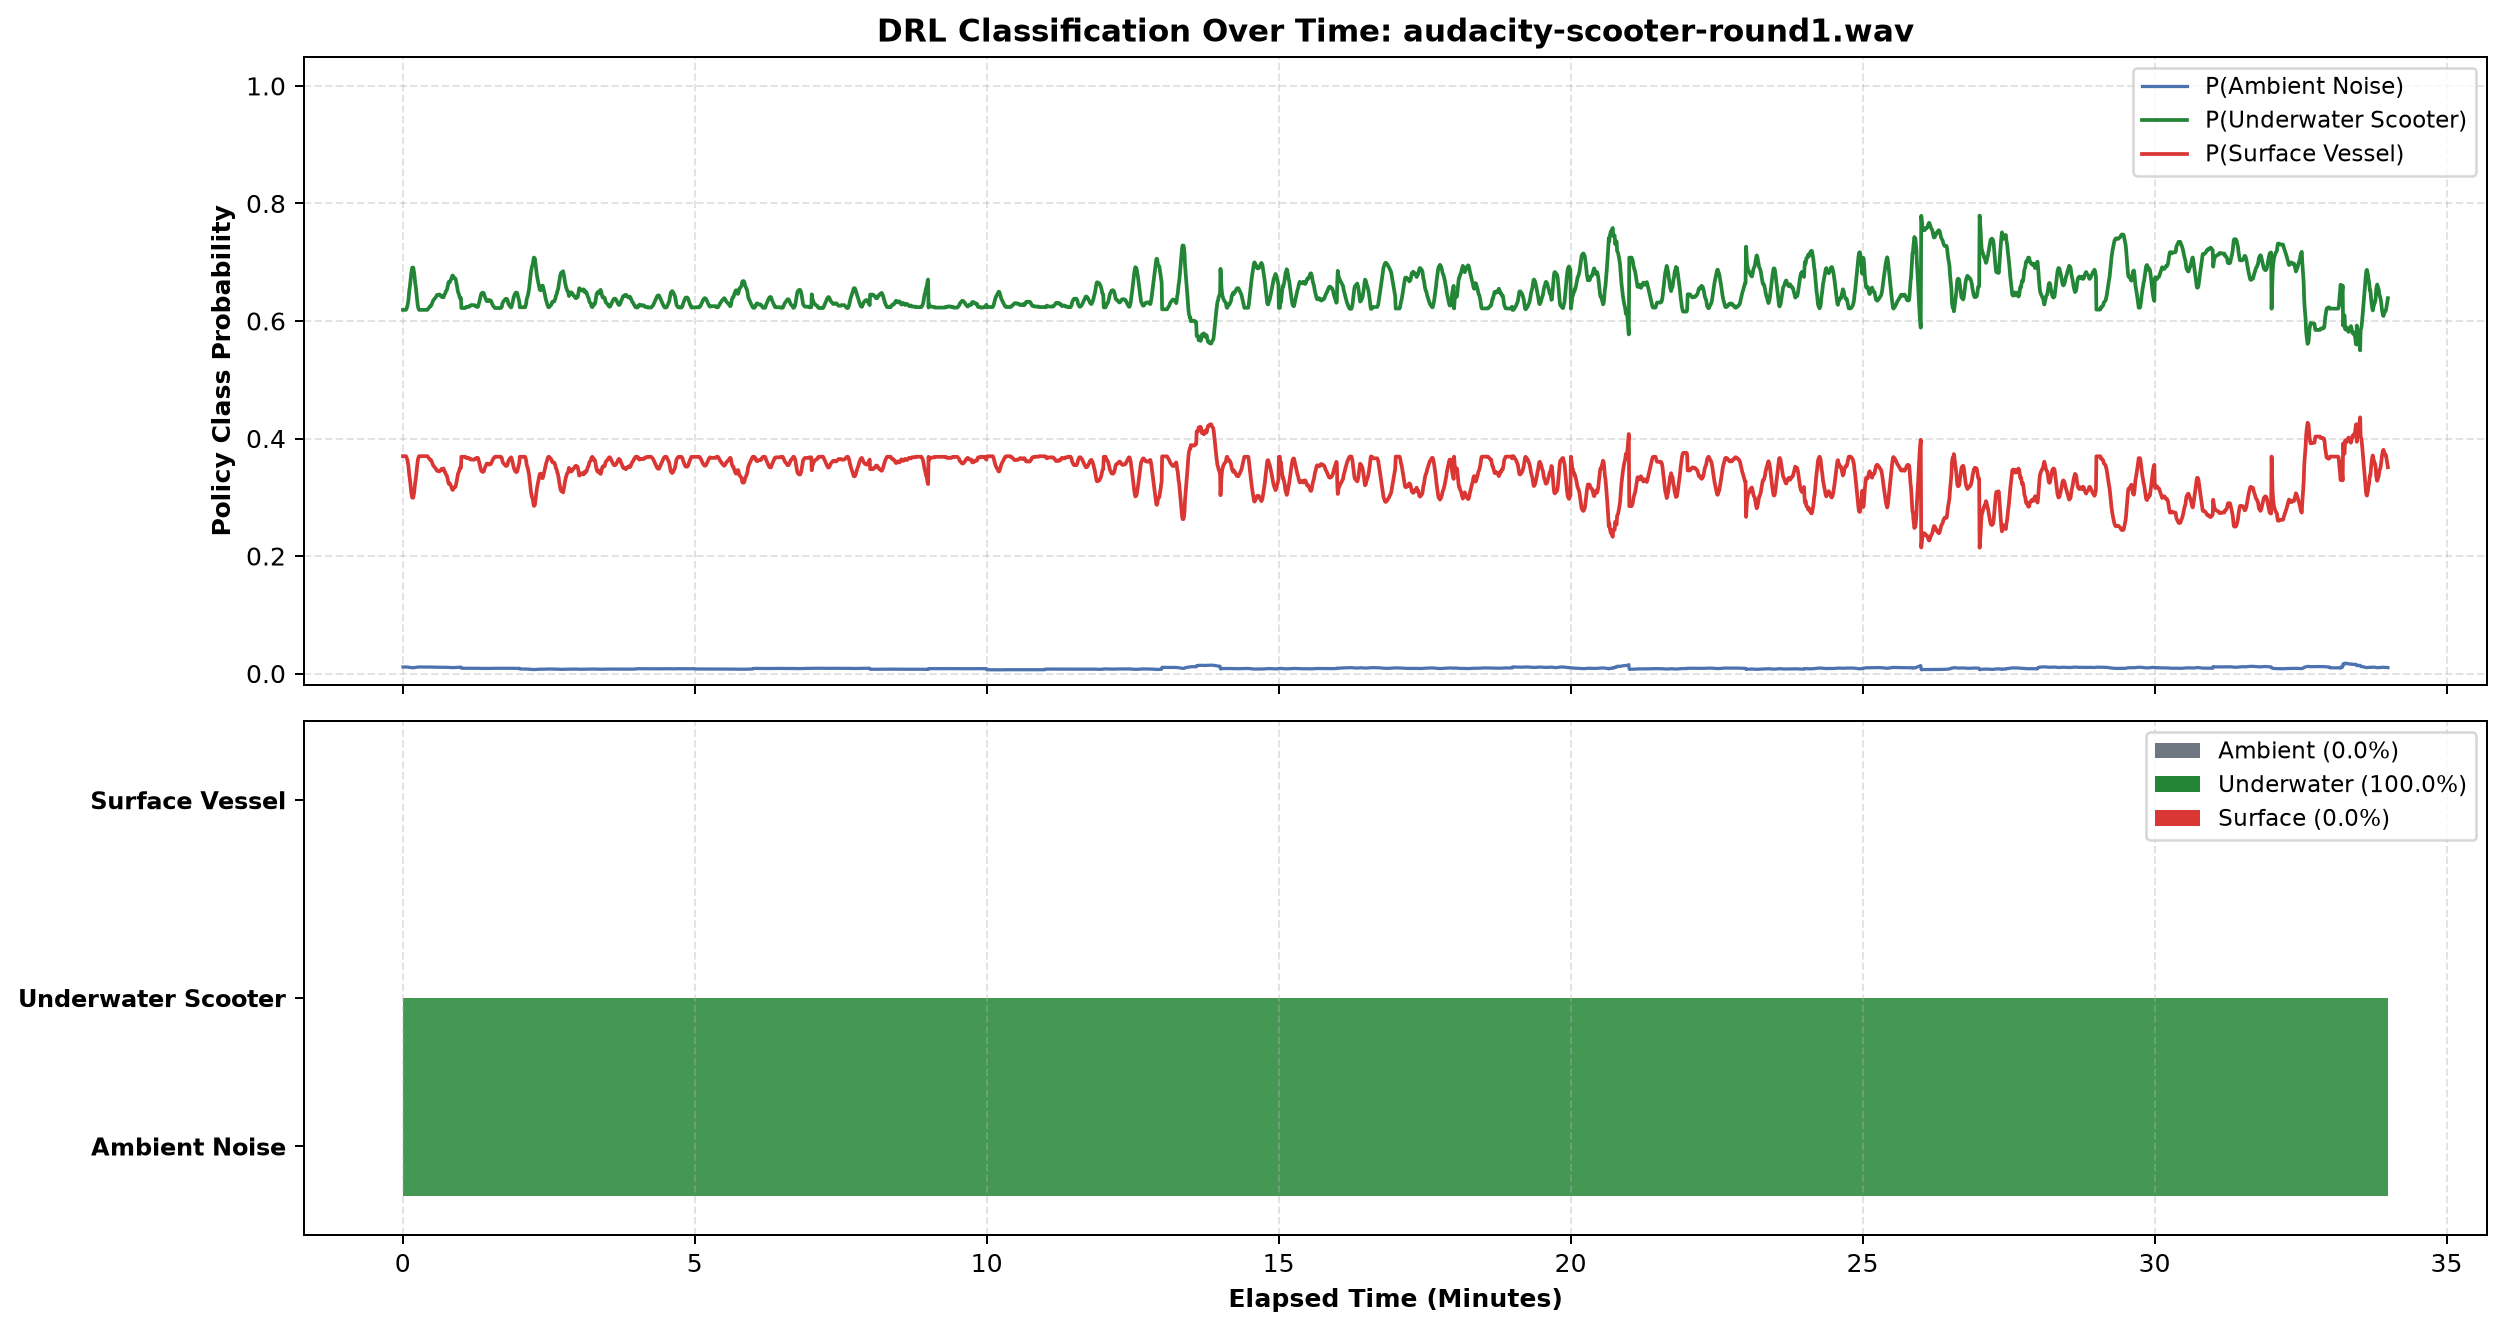 DRL Classification Over Time: audacity-scooter-round1.wav
Policy Class Probability
1.0
0.8
0.6
0.4
0.2
0.0
P(Ambient Noise)
P(Underwater Scooter)
P(Surface Vessel)
Surface Vessel
Underwater Scooter
Ambient Noise
Ambient (0.0%)
Underwater (100.0%)
Surface (0.0%)
0 5 10 15 20 25 30 35
Elapsed Time (Minutes)